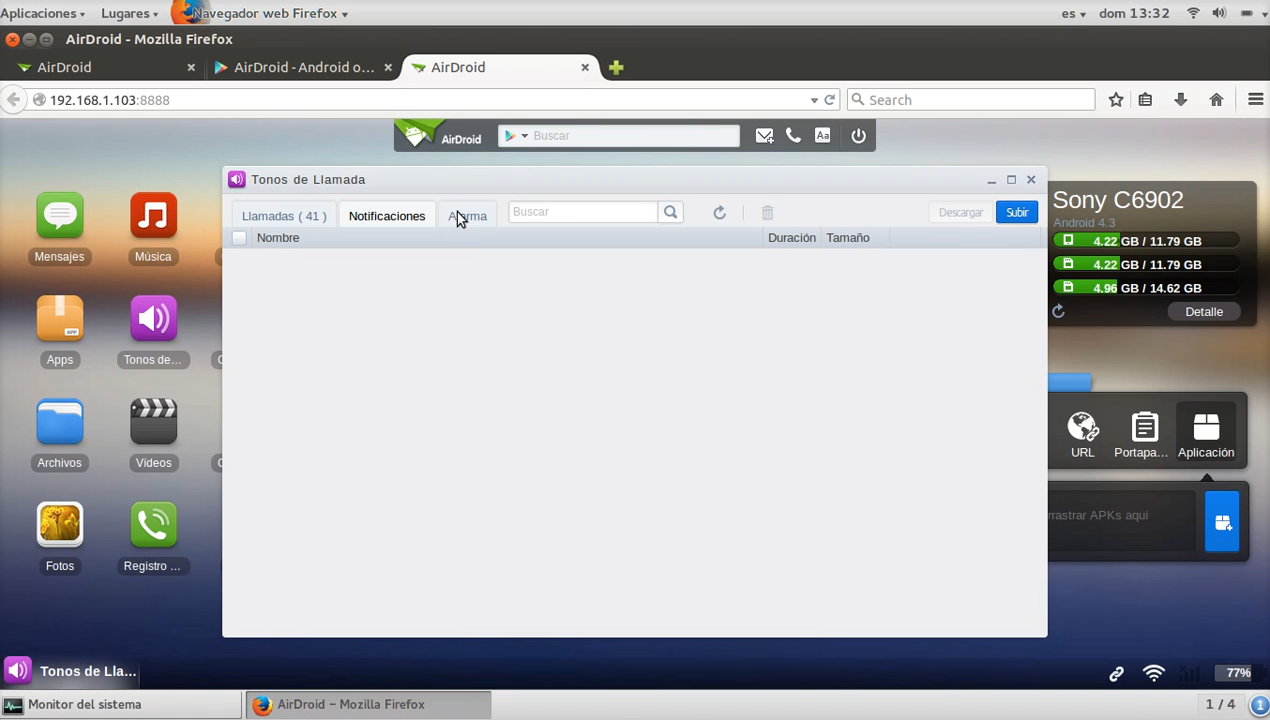 Aplicaciones Lugares Navegador web Firefox es dom 13:32
AirDroid - Mozilla Firefox
AirDroid AirDroid - Android o... AirDroid
192.168.1.103:8888 Search
AirDroid Buscar Aa
Tonos de Llamada
Llamadas ( 41 ) Notificaciones Buscar Descargar Subir
Nombre Duración Tamaño
Sony C6902
Android 4.3
4.22 GB / 11.79 GB
4.22 GB / 11.79 GB
4.96 GB / 14.62 GB
Detalle
Mensajes Música
Apps Tonos de...
Archivos Vídeos
Fotos Registro ...
URL Portapa... Aplicación
rrastrar APKs aquí
Tonos de Lla... 77%
Monitor del sistema AirDroid – Mozilla Firefox 1 / 4 1